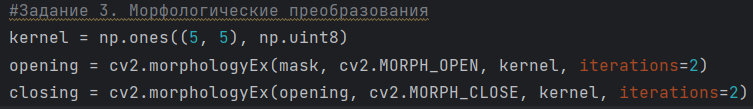 #Задание 3. Морфологические преобразования
kernel = np.ones((5, 5), np.uint8)
opening = cv2.morphologyEx(mask, cv2.MORPH_OPEN, kernel, iterations=2)
closing = cv2.morphologyEx(opening, cv2.MORPH_CLOSE, kernel, iterations=2)